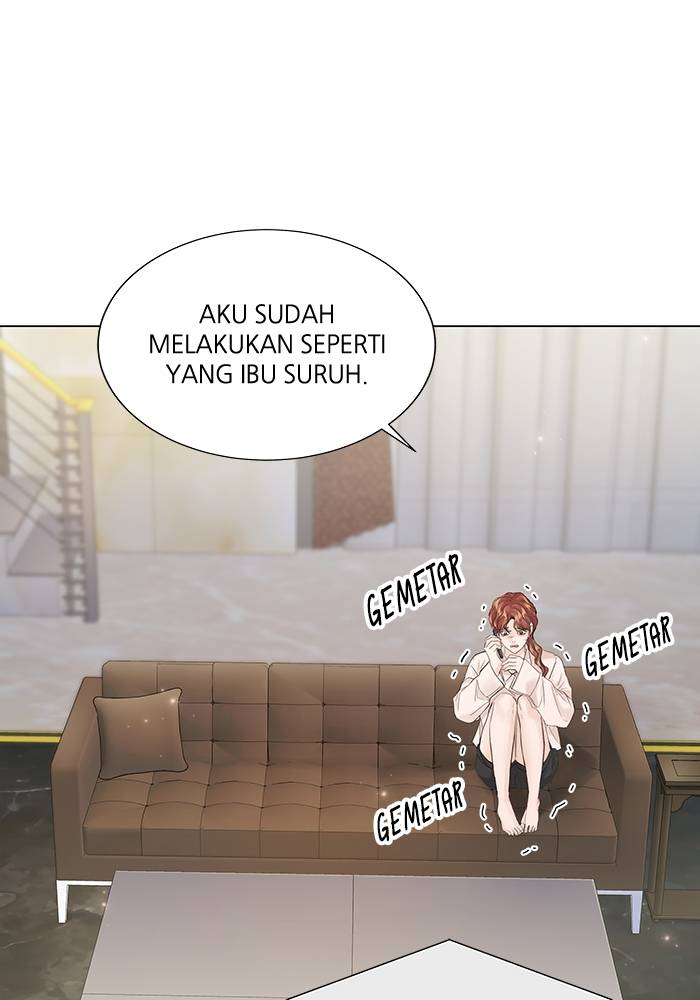 AKU SUDAH
MELAKUKAN SEPERTI
YANG IBU SURUH.
GEMETAR
GEMETAR
GEMETAR